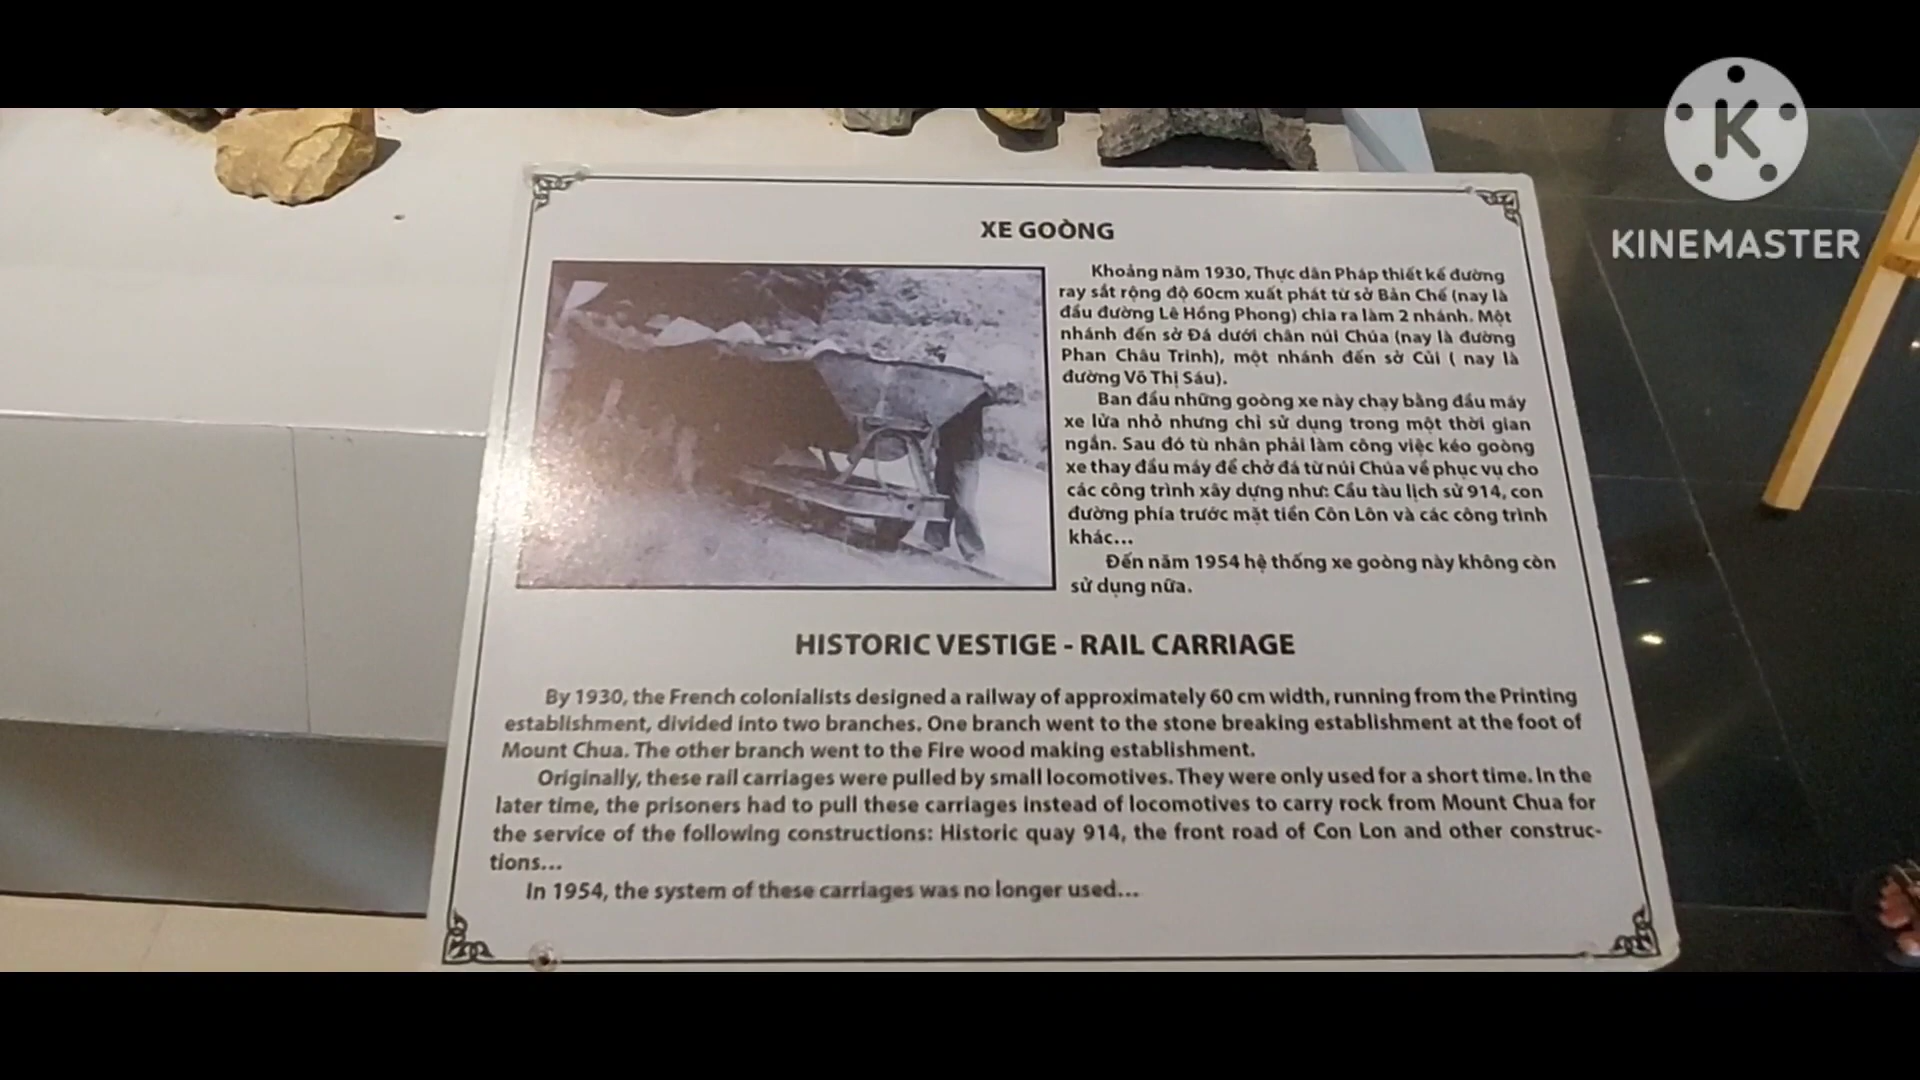 XE GOÒNG
Khoảng năm 1930, Thực dân Pháp thiết kế đường
ray sắt rộng độ 60cm xuất phát từ sở Bản Chế (nay là
đầu đường Lê Hồng Phong) chia ra làm 2 nhánh. Một
nhánh đến sở Đá dưới chân núi Chúa (nay là đường
Phan Châu Trinh), một nhánh đến sở Củi ( nay là
đường Võ Thị Sáu).
Ban đầu những goòng xe này chạy bằng đầu máy
xe lửa nhỏ nhưng chỉ sử dụng trong một thời gian
ngắn. Sau đó tù nhân phải làm công việc kéo goòng
xe thay đầu máy để chở đá từ núi Chúa về phục vụ cho
các công trình xây dựng như: Cầu tàu lịch sử 914, con
đường phía trước mặt tiền Côn Lôn và các công trình
khác...
Đến năm 1954 hệ thống xe goòng này không còn
sử dụng nữa.
HISTORIC VESTIGE - RAIL CARRIAGE
By 1930, the French colonialists designed a railway of approximately 60 cm width, running from the Printing
establishment, divided into two branches. One branch went to the stone breaking establishment at the foot of
Mount Chua. The other branch went to the Fire wood making establishment.
Originally, these rail carriages were pulled by small locomotives. They were only used for a short time. In the
later time, the prisoners had to pull these carriages instead of locomotives to carry rock from Mount Chua for
the service of the following constructions: Historic quay 914, the front road of Con Lon and other construc-
tions...
In 1954, the system of these carriages was no longer used...
K
KINEMASTER